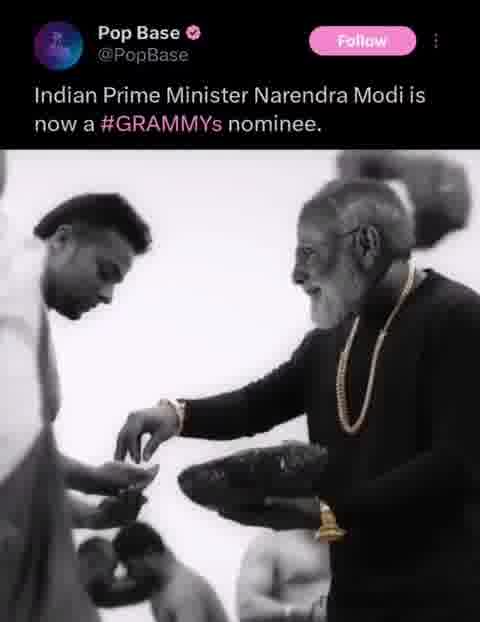 Pop Base
@PopBase
Follow
Indian Prime Minister Narendra Modi is
now a #GRAMMYs nominee.